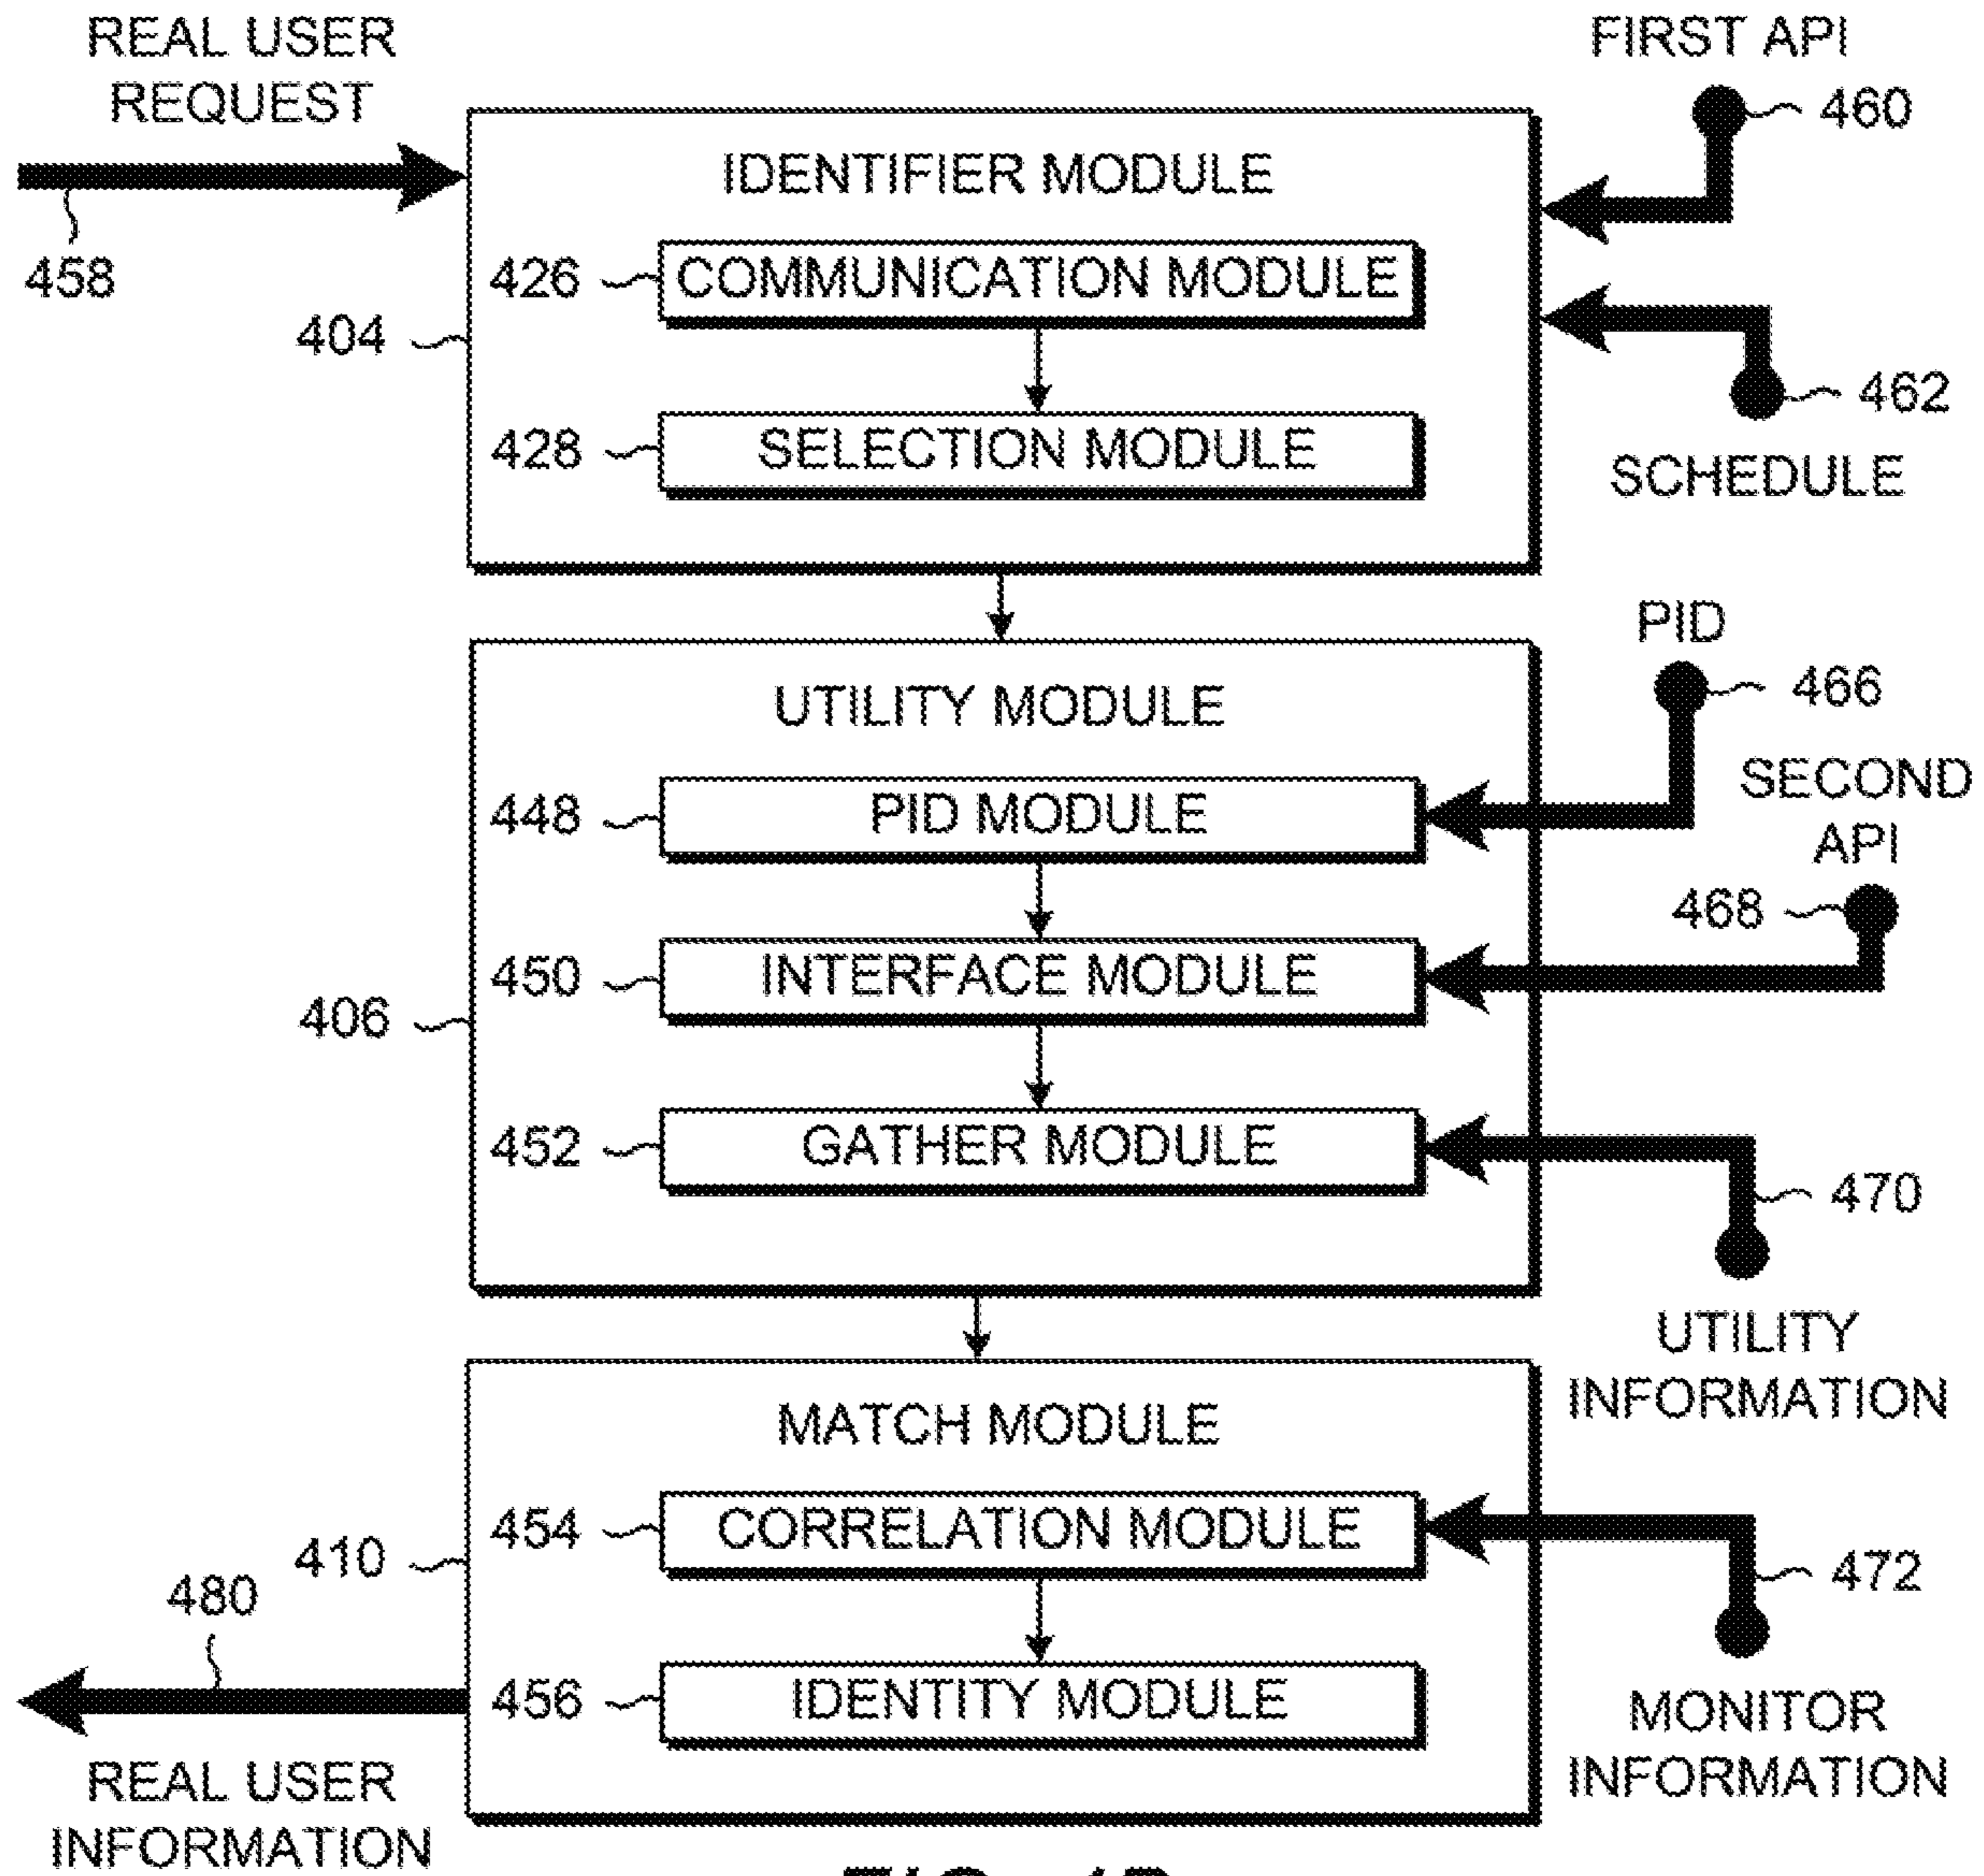 REAL USER
REQUEST
458
FIRST API
460
IDENTIFIER MODULE
426
COMMUNICATION MODULE
404
462
SCHEDULE
428
SELECTION MODULE
PID
466
UTILITY MODULE
SECOND
API
468
448
PID MODULE
450
INTERFACE MODULE
406
452
GATHER MODULE
470
UTILITY
INFORMATION
MATCH MODULE
454
CORRELATION MODULE
410
472
480
456
IDENTITY MODULE
MONITOR
INFORMATION
REAL USER
INFORMATION